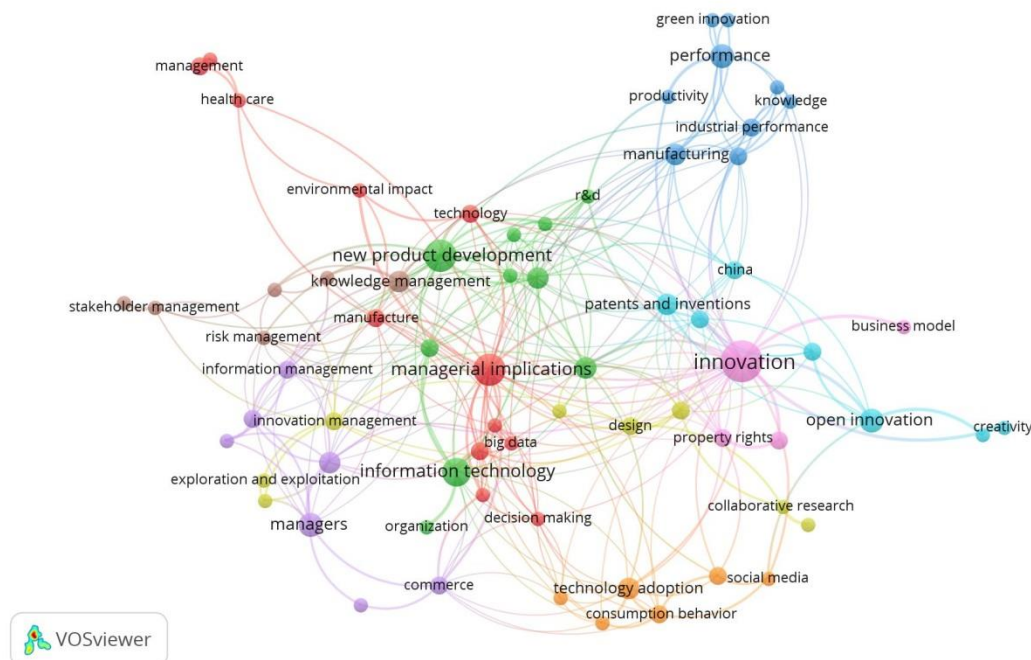 green innovation
performance
management
health care
productivity
knowledge
industrial performance
manufacturing
environmental impact
r&d
technology
new product development
china
knowledge management
stakeholder management
patents and inventions
manufacture
business model
risk management
innovation
information management
managerial implications
innovation management
design
open innovation
creativity
property rights
big data
information technology
exploration and exploitation
collaborative research
decision making
managers
organization
commerce
technology adoption
social media
consumption behavior
VOSviewer